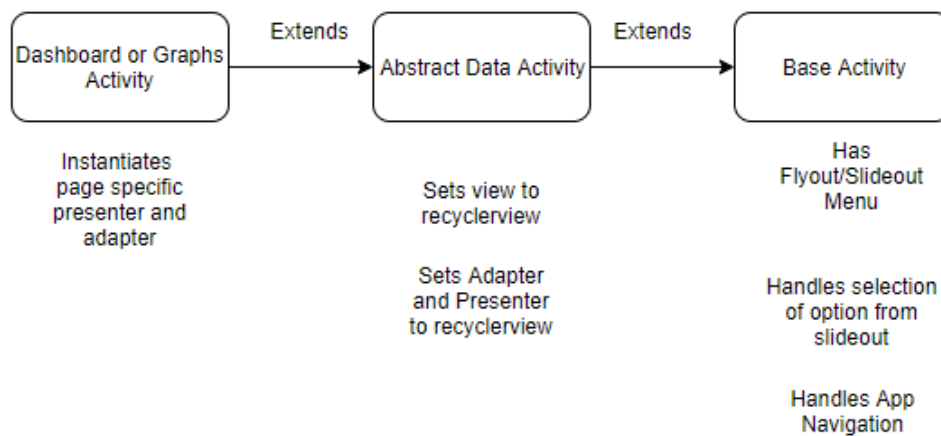 Dashboard or Graphs
Activity
Extends
Abstract Data Activity
Extends
Base Activity
Instantiates
page specific
presenter and
adapter
Sets view to
recyclerview
Sets Adapter
and Presenter
to recyclerview
Has
Flyout/Slideout
Menu
Handles selection
of option from
slideout
Handles App
Navigation